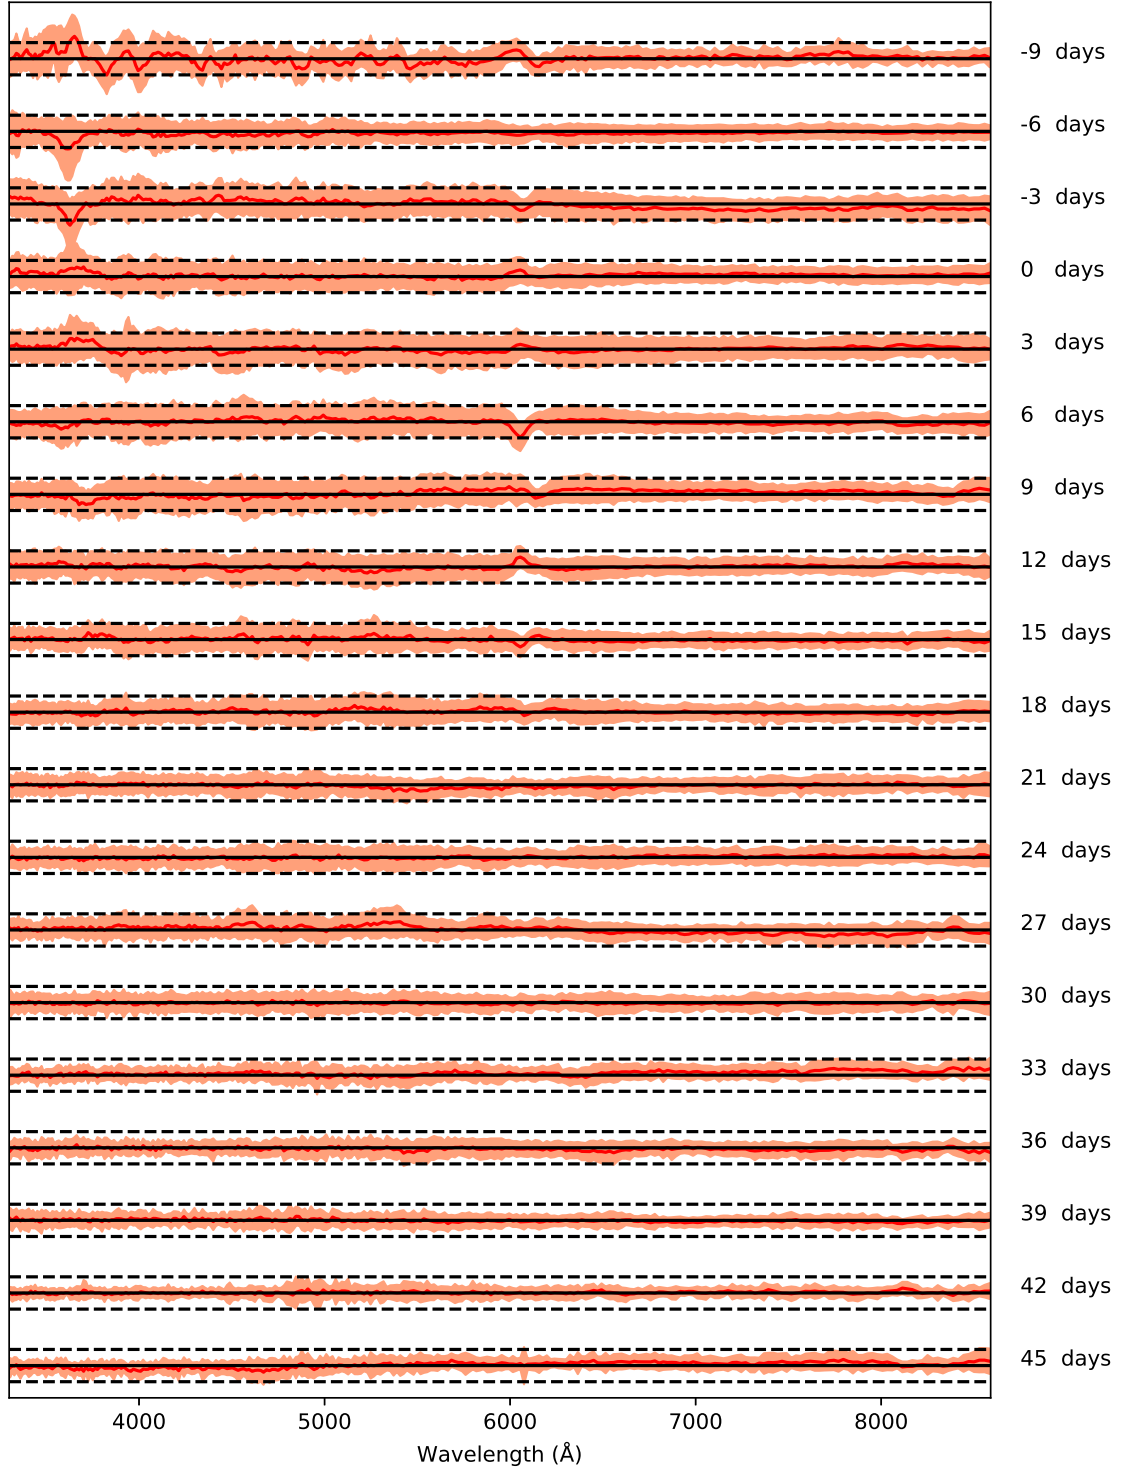 -9 days
-6 days
-3 days
0 days
3 days
6 days
9 days
12 days
15 days
18 days
21 days
24 days
27 days
30 days
33 days
36 days
39 days
42 days
45 days
4000 5000 6000 7000 8000
Wavelength (Å)